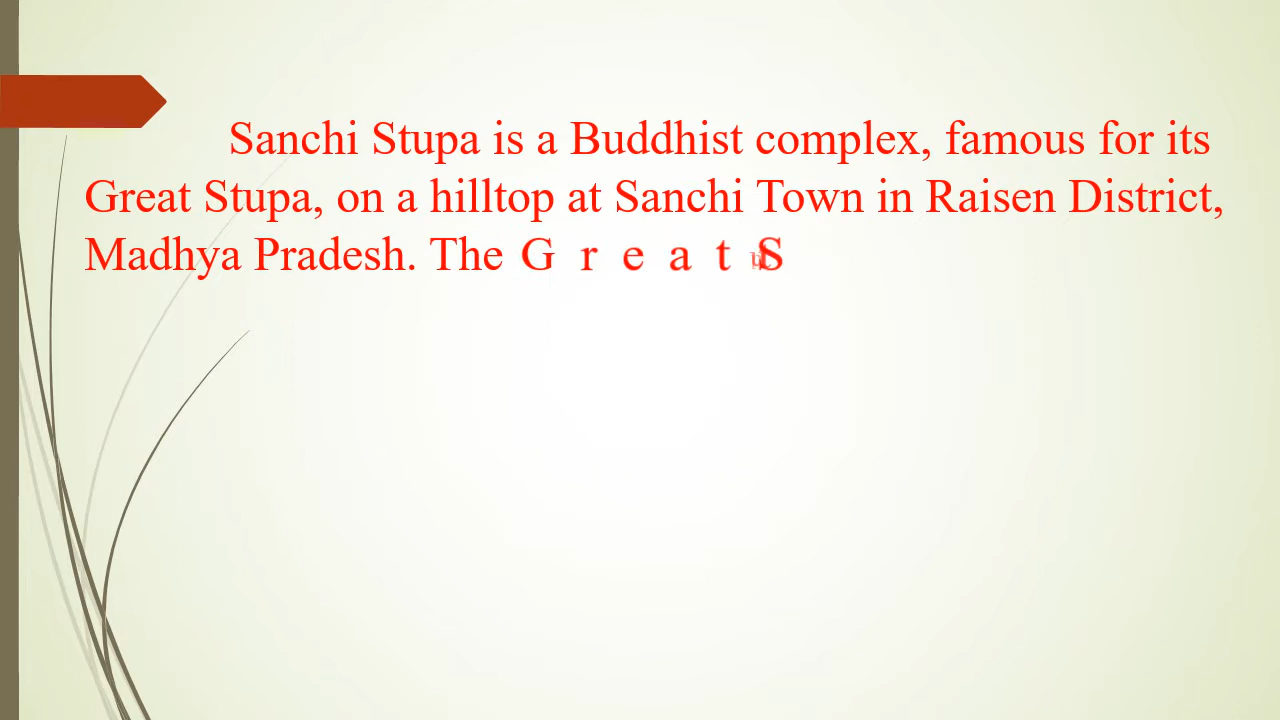 Sanchi Stupa is a Buddhist complex, famous for its
Great Stupa, on a hilltop at Sanchi Town in Raisen District,
Madhya Pradesh. The G r e a t S